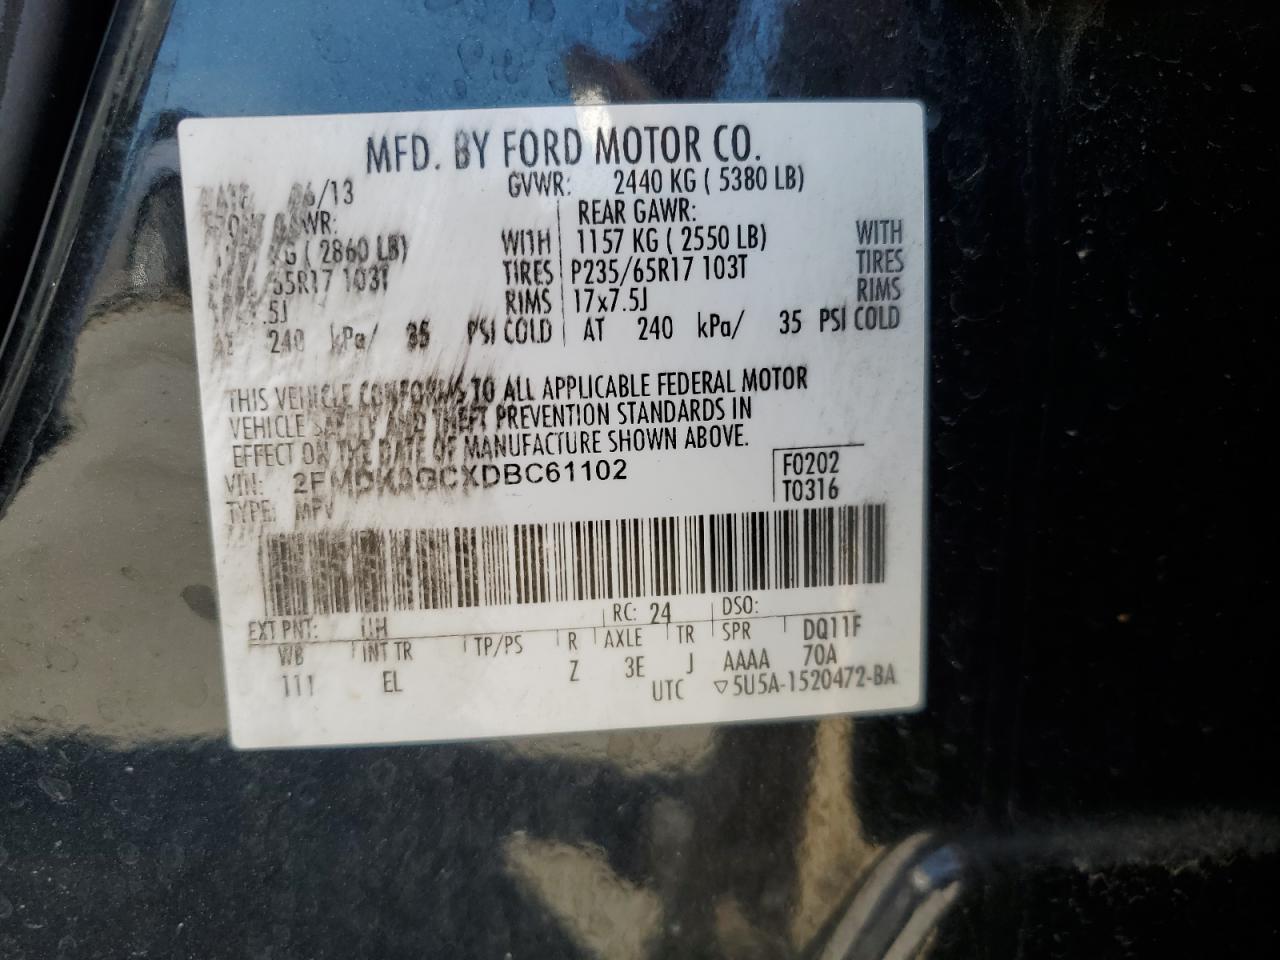 MFD. BY FORD MOTOR CO.
06/13 GVWR: 2440 KG ( 5380 LB)
REAR GAWR:
KG ( 2860 LB) WITH 1157 KG ( 2550 LB) WITH
65R17 103T TIRES P235/65R17 103T TIRES
.5J RIMS 17x7.5J RIMS
AT 240 kPa/ 35 PSI COLD AT 240 kPa/ 35 PSI COLD
THIS VEHICLE CONFORMS TO ALL APPLICABLE FEDERAL MOTOR
VEHICLE SAFETY AND THEFT PREVENTION STANDARDS IN
EFFECT ON THE DATE OF MANUFACTURE SHOWN ABOVE.
VIN: 2FMDK3GCXDBC61102 F0202
TYPE: MPV T0316
EXT PNT: UH RC: 24 DSO:
WB INT TR TP/PS R AXLE TR SPR DQ11F
111 EL Z 3E J AAAA 70A
UTC ▽5U5A-1520472-BA